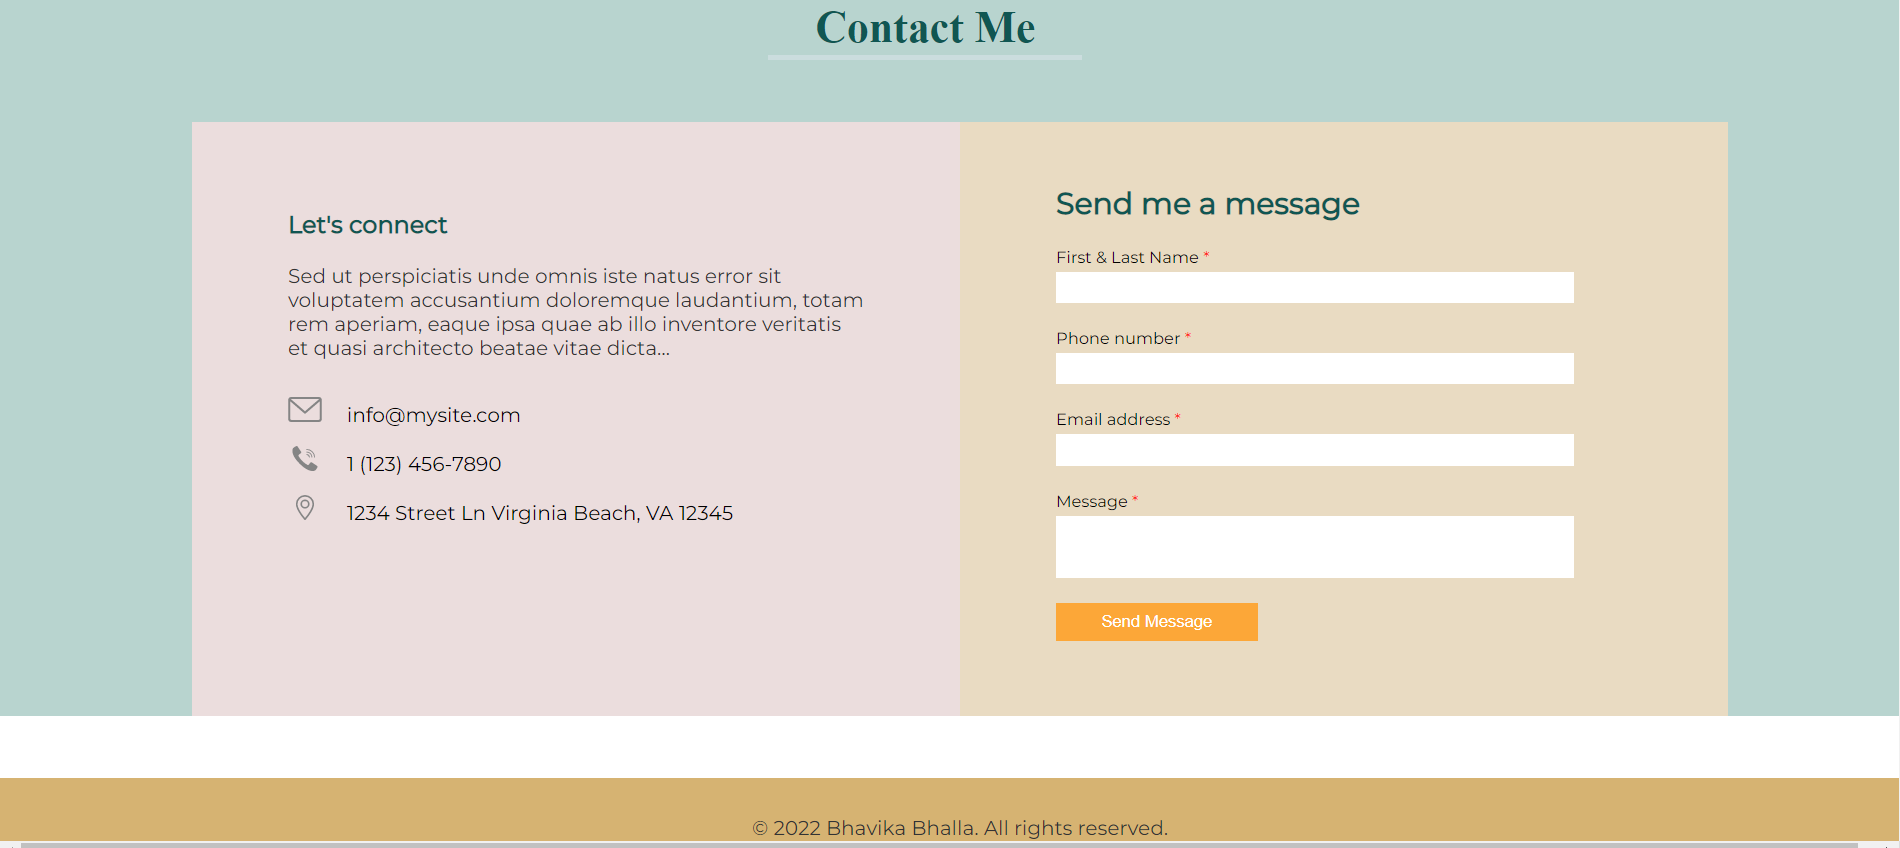 Contact Me
Let's connect
Sed ut perspiciatis unde omnis iste natus error sit
voluptatem accusantium doloremque laudantium, totam
rem aperiam, eaque ipsa quae ab illo inventore veritatis
et quasi architecto beatae vitae dicta...
info@mysite.com
1 (123) 456-7890
1234 Street Ln Virginia Beach, VA 12345
Send me a message
First & Last Name *
Phone number *
Email address *
Message *
Send Message
© 2022 Bhavika Bhalla. All rights reserved.